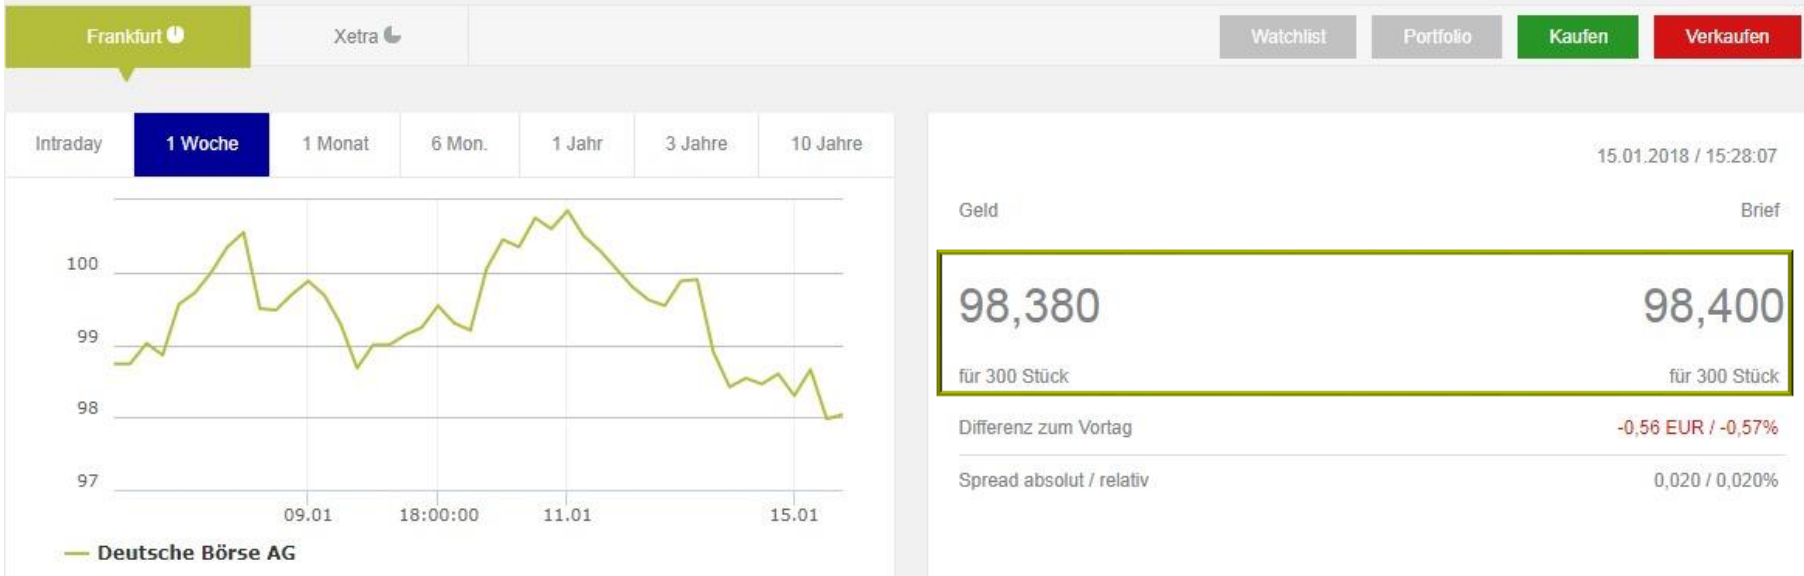 Frankfurt
Xetra
Watchlist
Portfolio
Kaufen
Verkaufen
Intraday
1 Woche
1 Monat
6 Mon.
1 Jahr
3 Jahre
10 Jahre
100
99
98
97
09.01
18:00:00
11.01
15.01
Deutsche Börse AG
15.01.2018 / 15:28:07
Geld
Brief
98,380
98,400
für 300 Stück
für 300 Stück
Differenz zum Vortag
-0,56 EUR / -0,57%
Spread absolut / relativ
0,020 / 0,020%